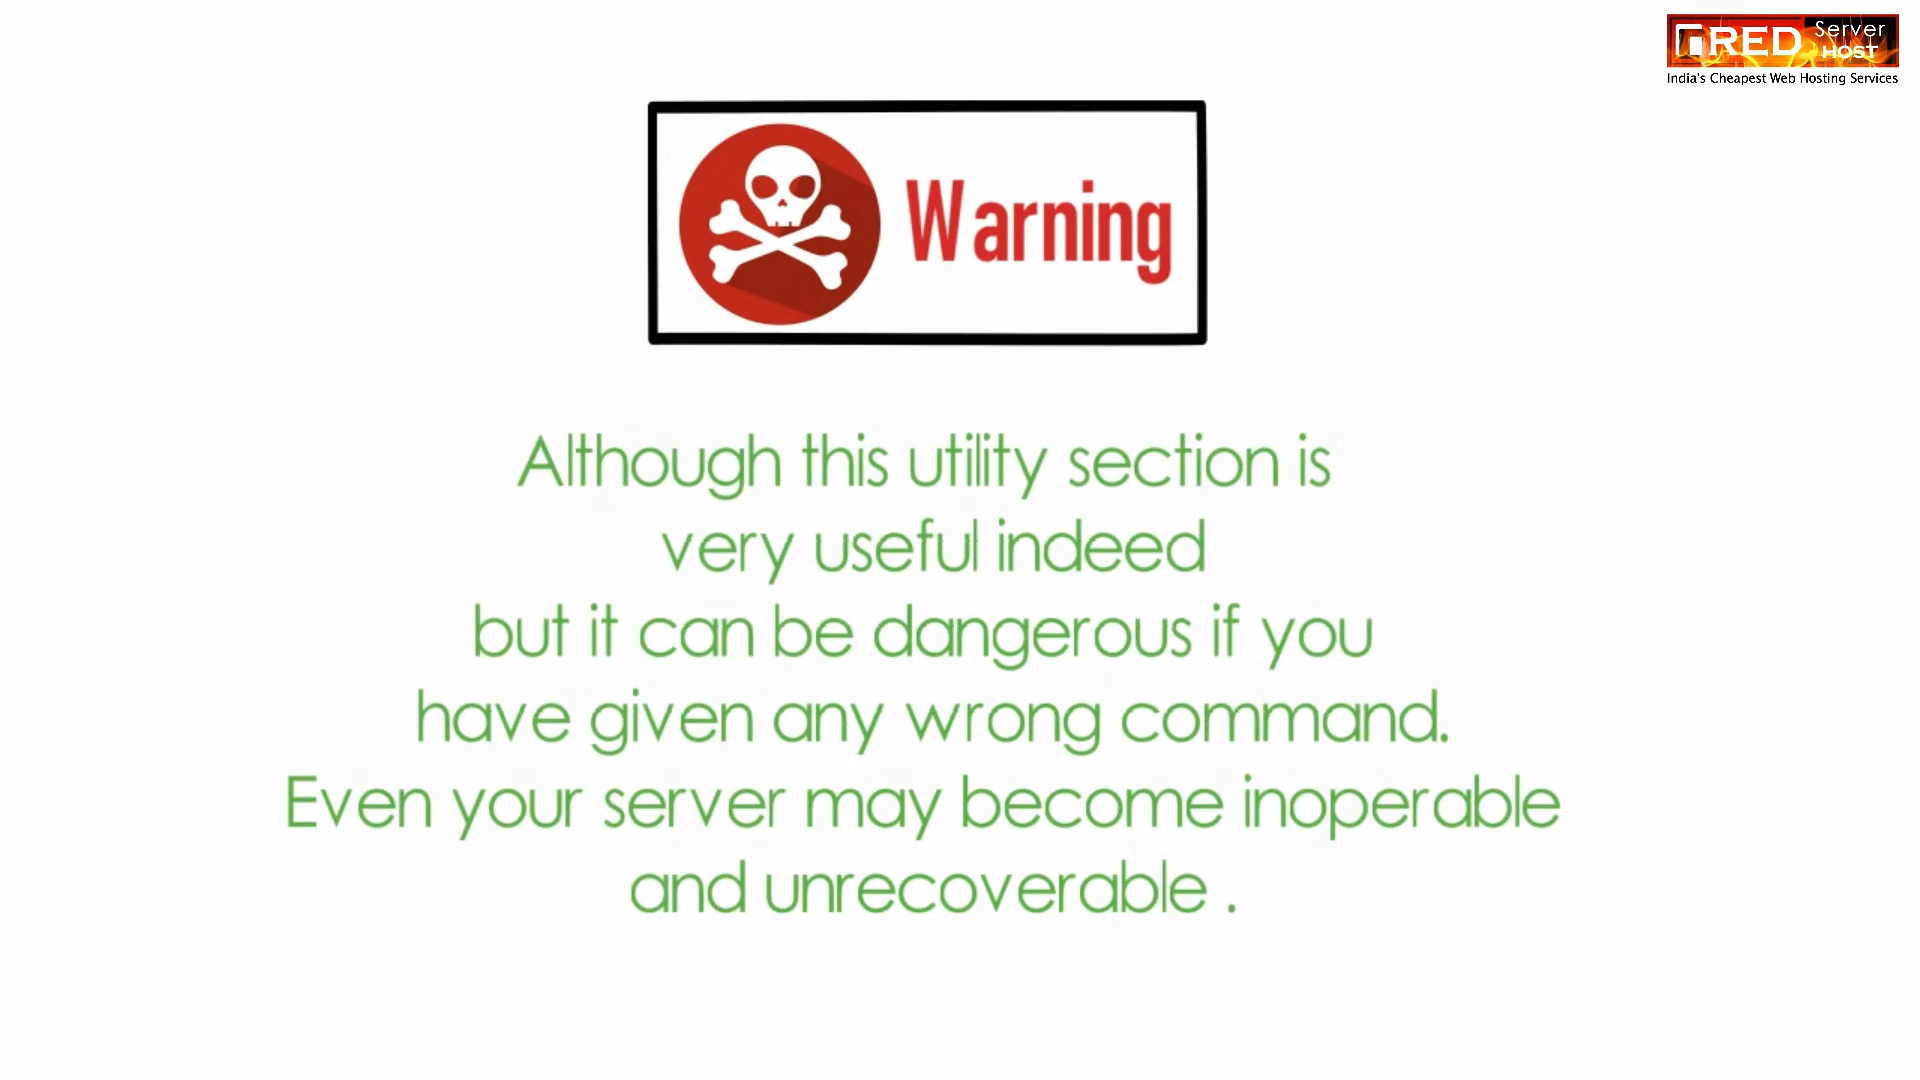 RED Server
HOST
India's Cheapest Web Hosting Services
Warning
Although this utility section is
very useful indeed
but it can be dangerous if you
have given any wrong command.
Even your server may become inoperable
and unrecoverable .